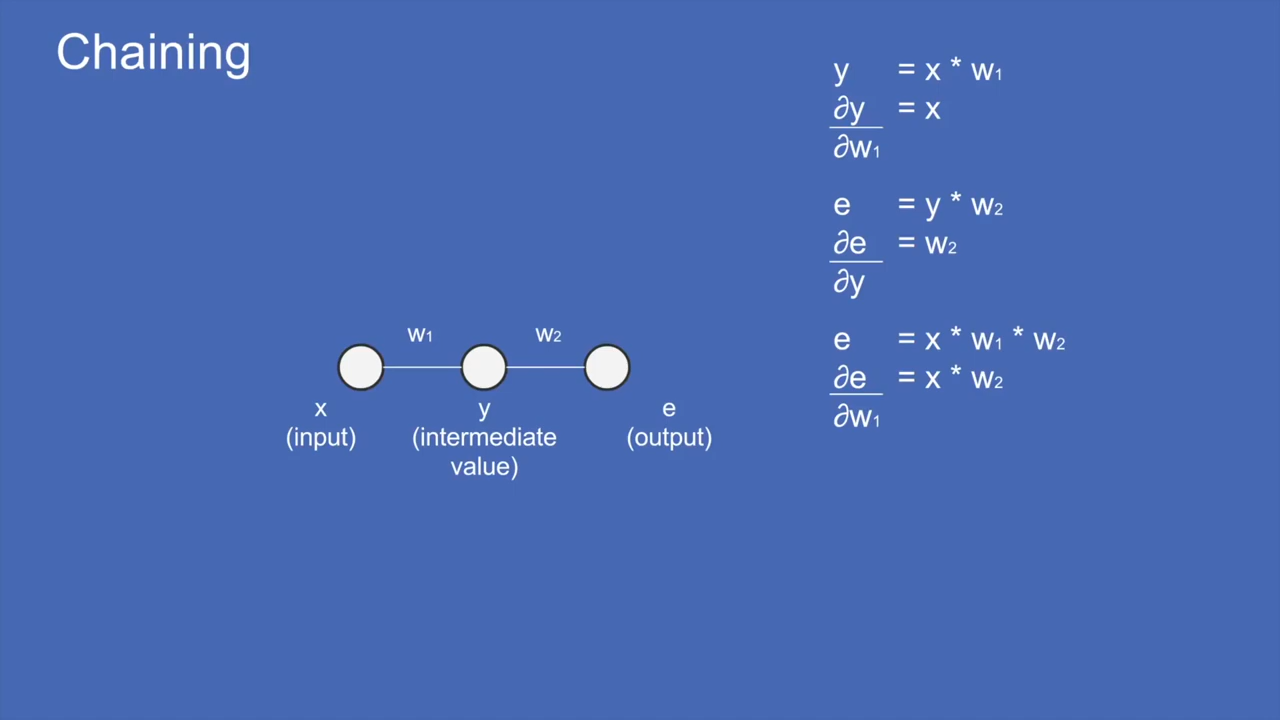 Chaining
y = x * w₁
∂y = x
∂w₁
e = y * w₂
∂e = w₂
∂y
e = x * w₁ * w₂
∂e = x * w₂
∂w₁
w₁ w₂
x y e
(input) (intermediate (output)
value)